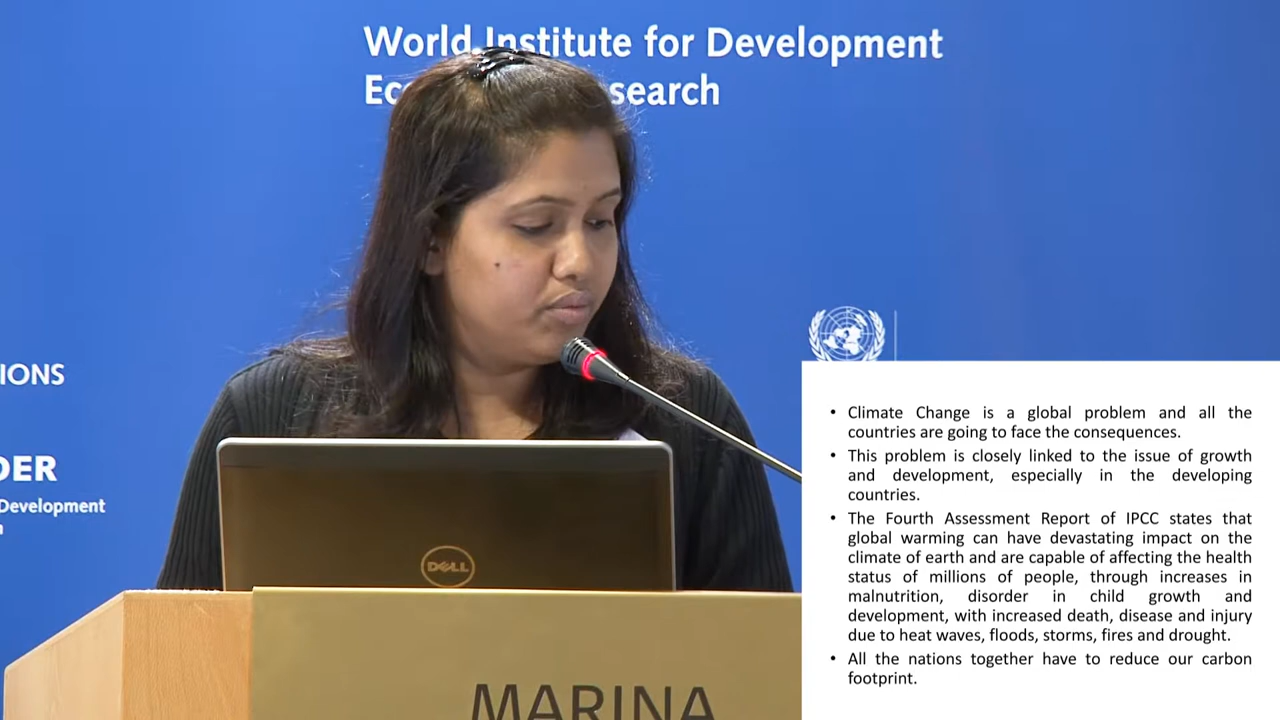 World Institute for Development
Ec search
IONS
DER
Development
DELL
MARINA
• Climate Change is a global problem and all the
countries are going to face the consequences.
• This problem is closely linked to the issue of growth
and development, especially in the developing
countries.
• The Fourth Assessment Report of IPCC states that
global warming can have devastating impact on the
climate of earth and are capable of affecting the health
status of millions of people, through increases in
malnutrition, disorder in child growth and
development, with increased death, disease and injury
due to heat waves, floods, storms, fires and drought.
• All the nations together have to reduce our carbon
footprint.